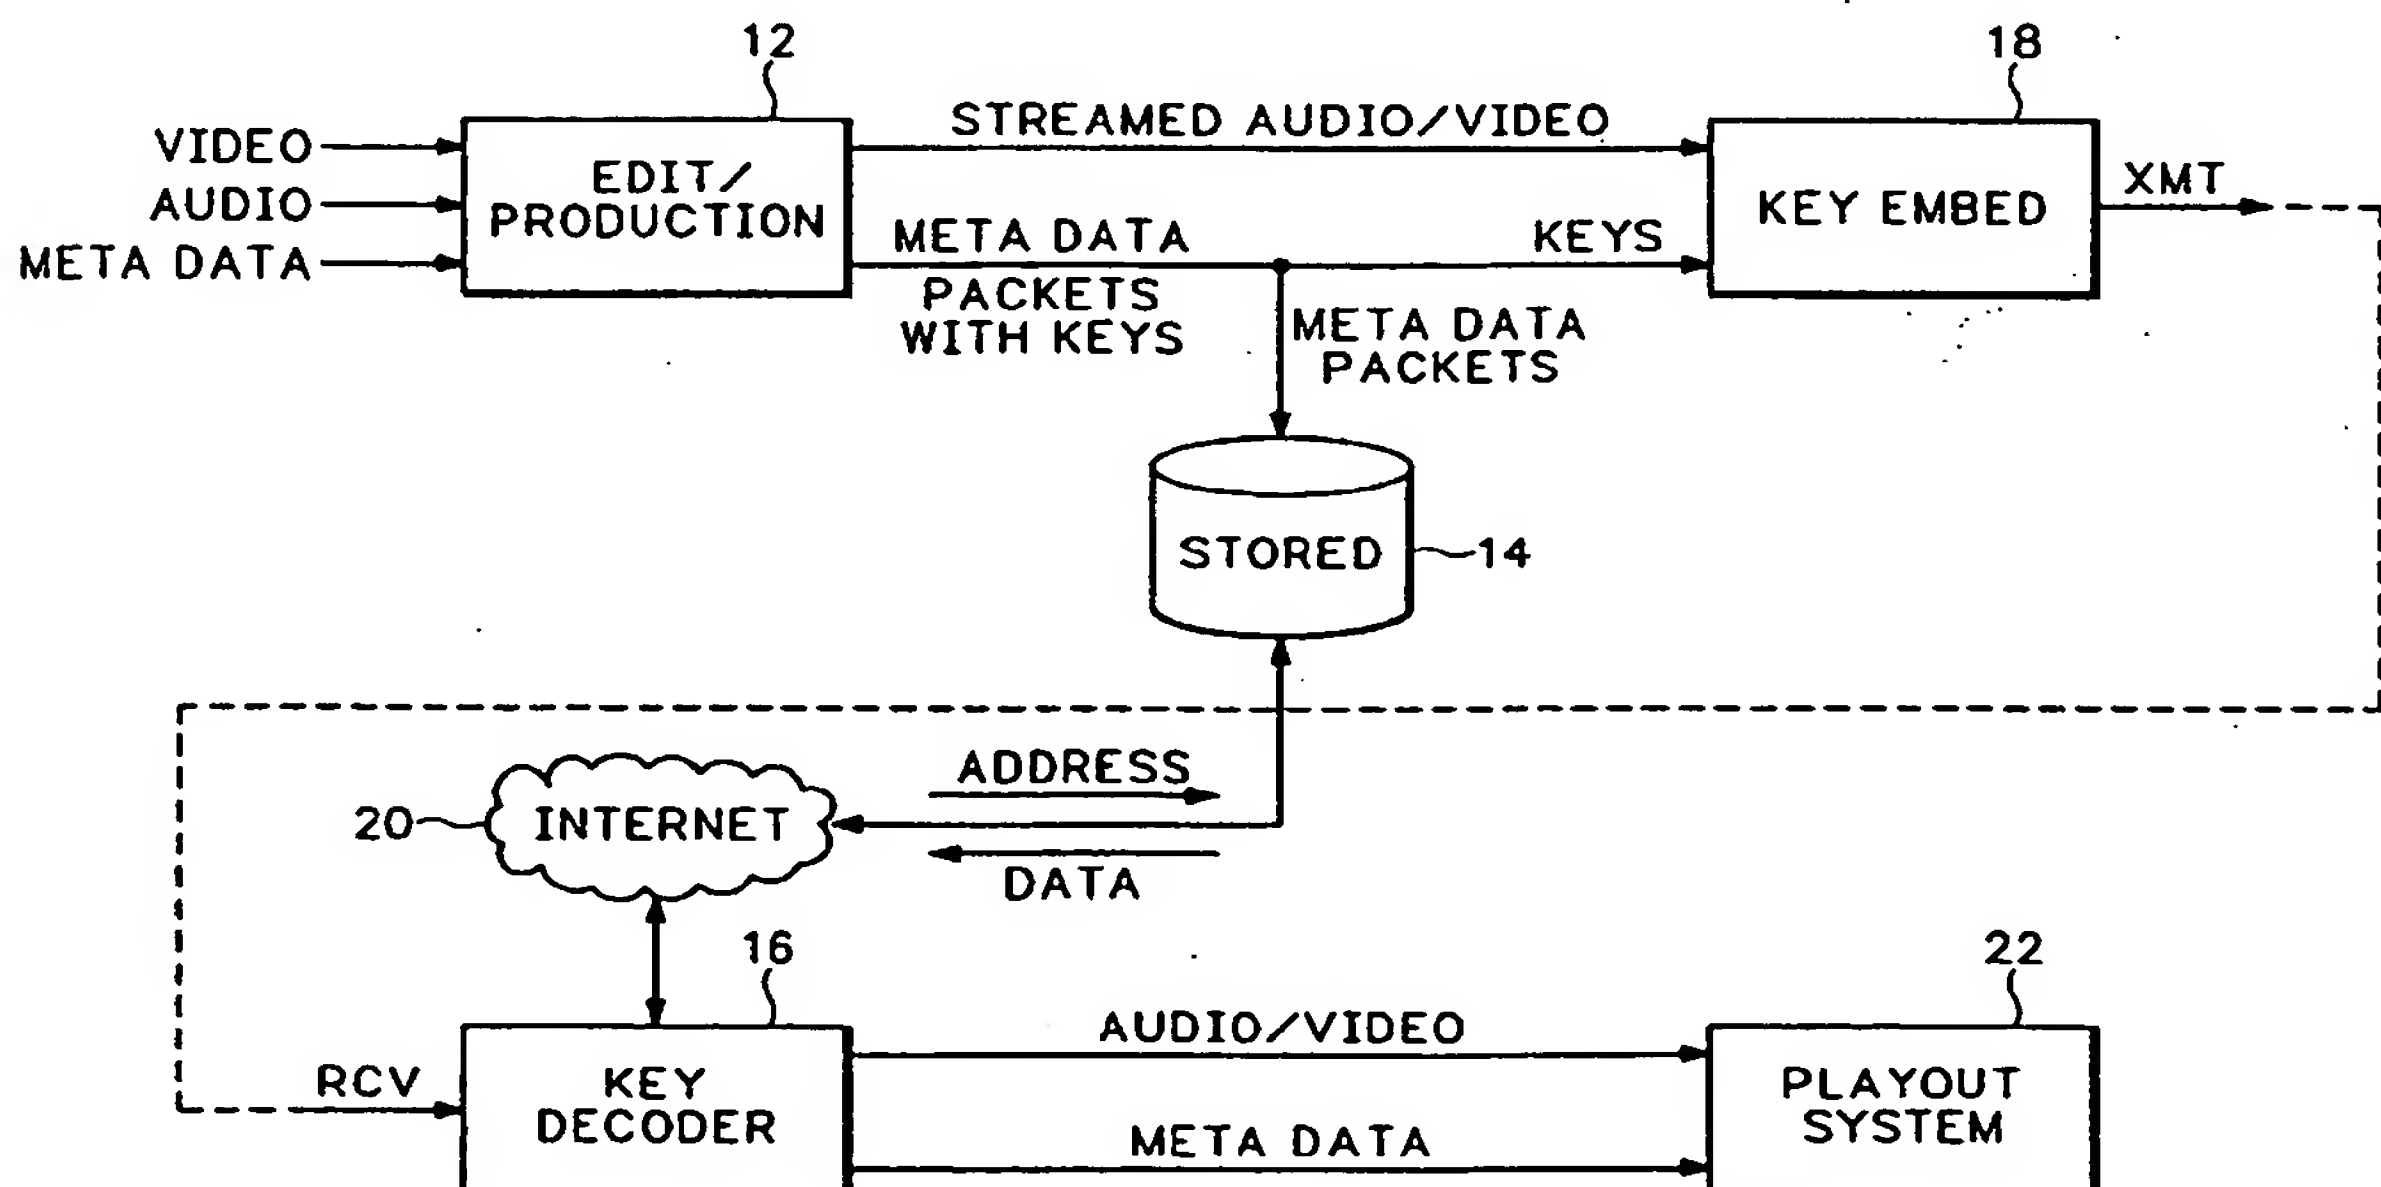 12
18
VIDEO
AUDIO
META DATA
EDIT/
PRODUCTION
STREAMED AUDIO/VIDEO
META DATA
PACKETS
WITH KEYS
KEYS
KEY EMBED
XMT
META DATA
PACKETS
STORED
14
ADDRESS
20
INTERNET
DATA
16
22
RCV
KEY
DECODER
AUDIO/VIDEO
META DATA
PLAYOUT
SYSTEM